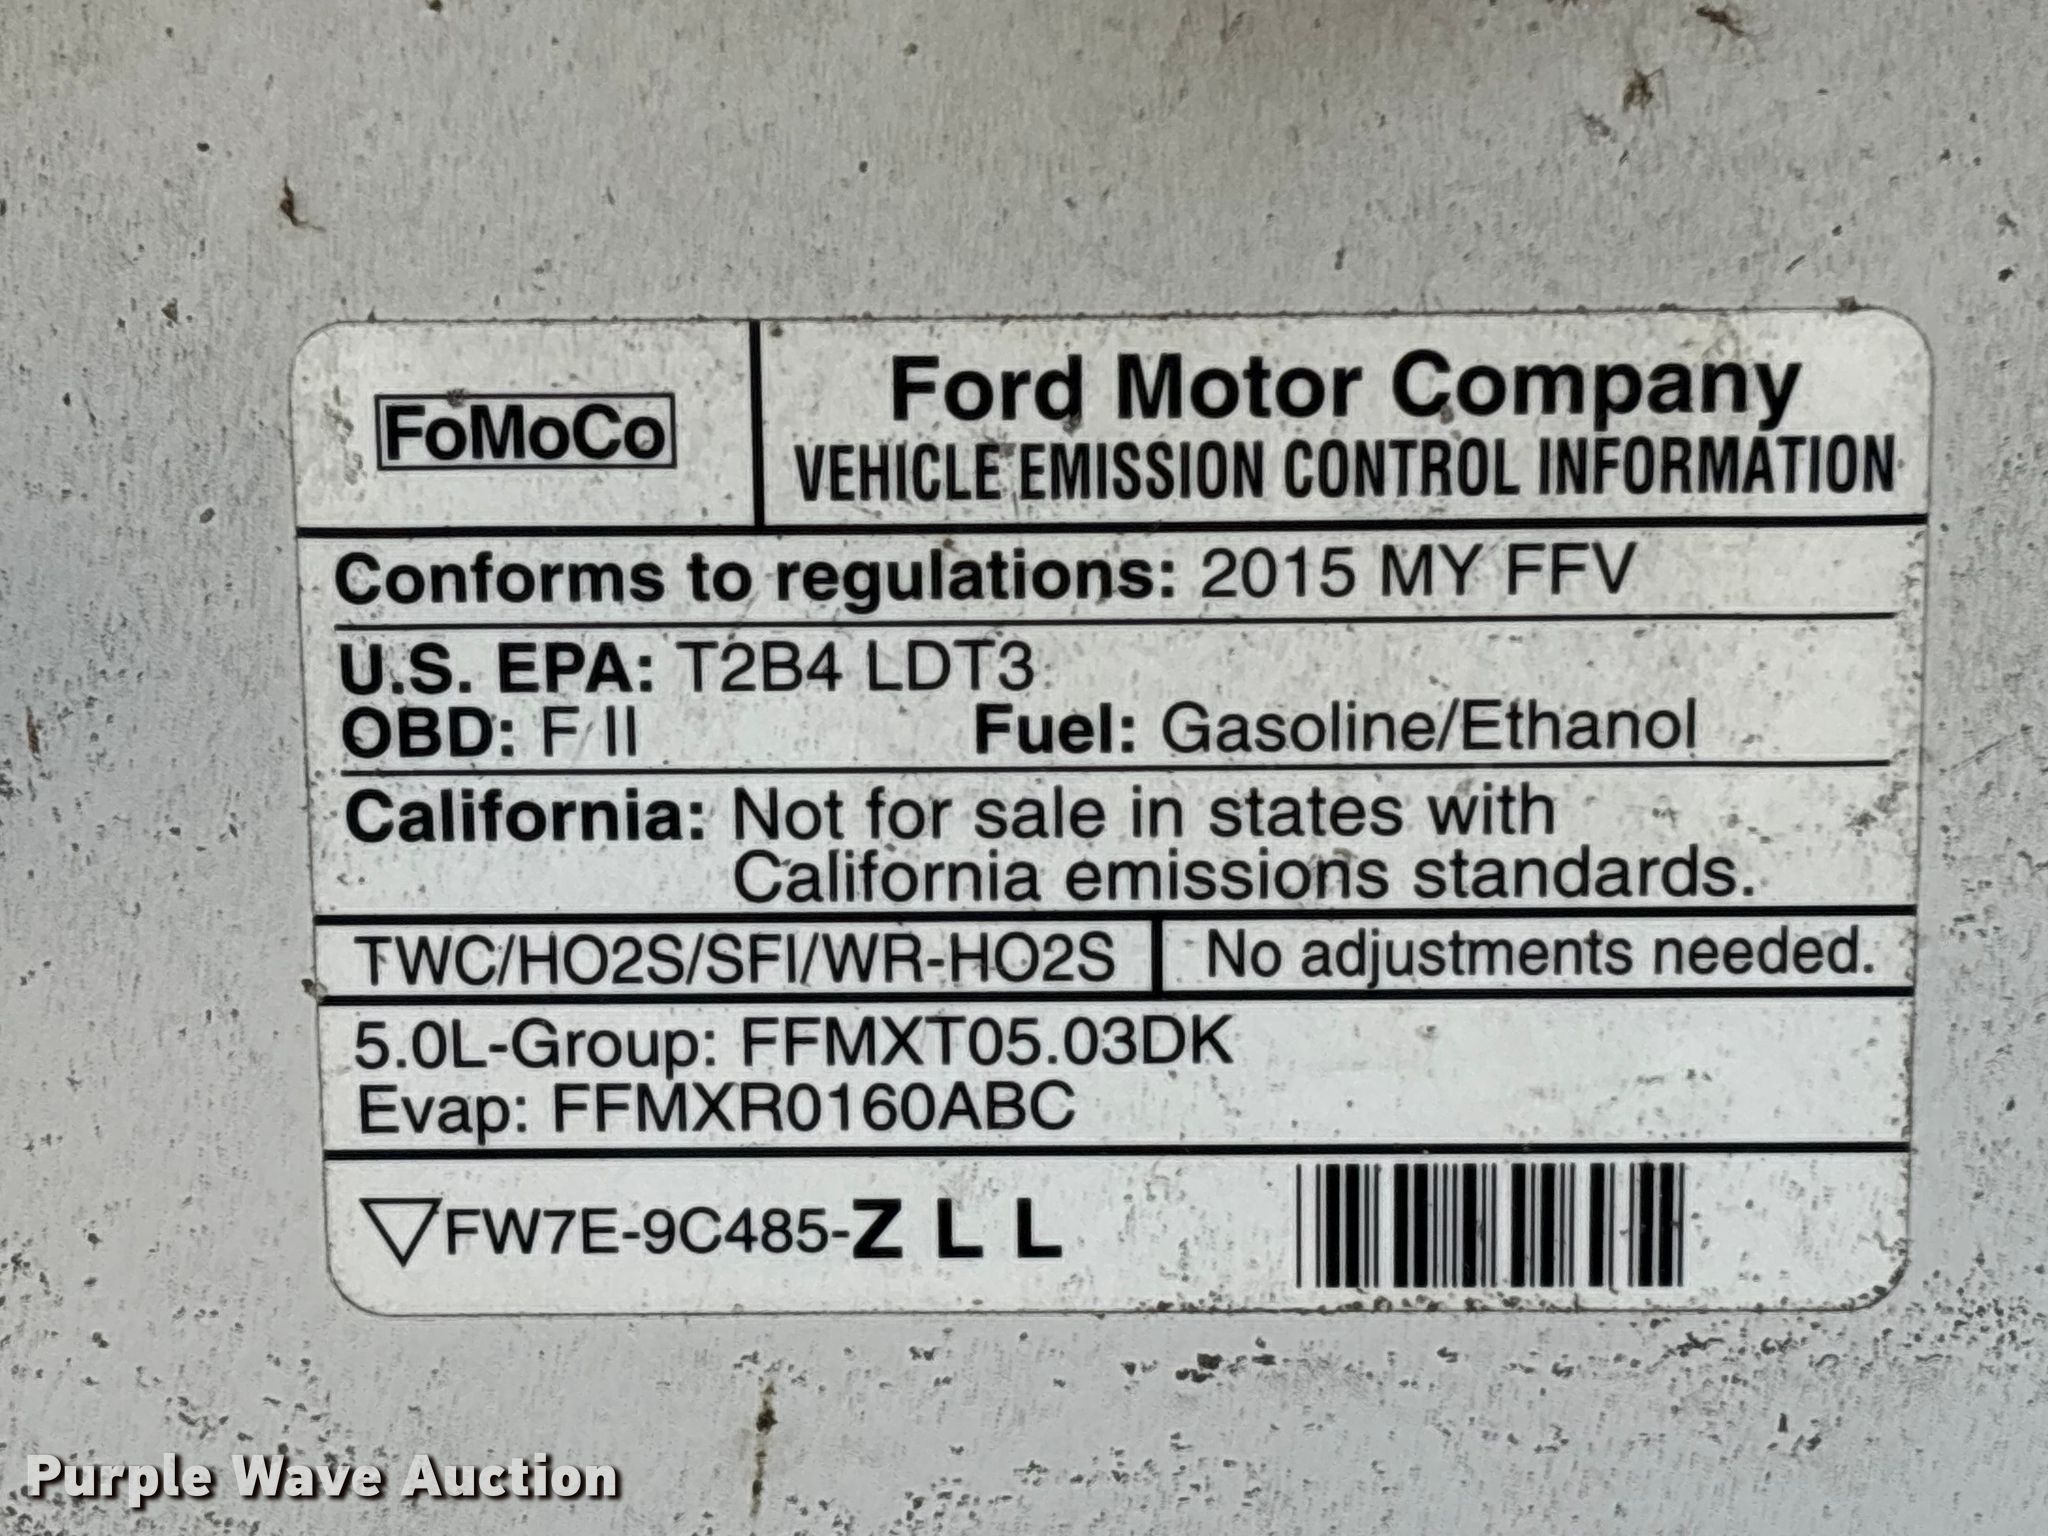 FoMoCo
Ford Motor Company
VEHICLE EMISSION CONTROL INFORMATION
Conforms to regulations: 2015 MY FFV
U.S. EPA: T2B4 LDT3
OBD: F II Fuel: Gasoline/Ethanol
California: Not for sale in states with
California emissions standards.
TWC/HO2S/SFI/WR-HO2S No adjustments needed.
5.0L-Group: FFMXT05.03DK
Evap: FFMXR0160ABC
FW7E-9C485-Z L L
Purple Wave Auction